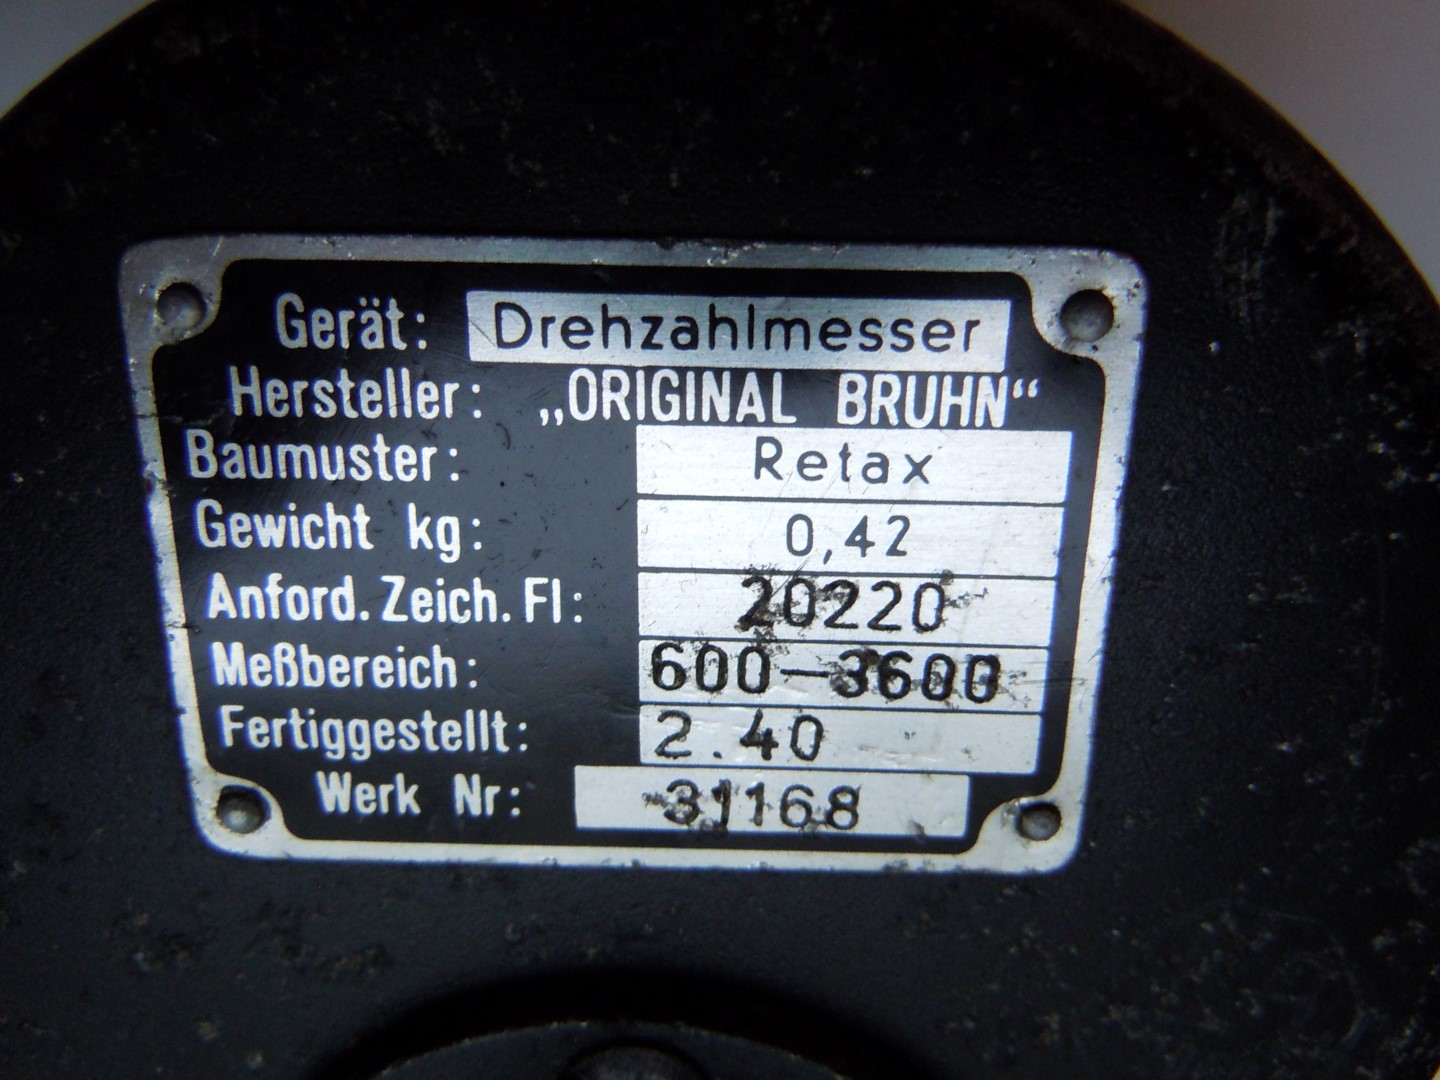 Gerät: Drehzahlmesser
Hersteller: „ORIGINAL BRUHN“
Baumuster: Retax
Gewicht kg: 0,42
Anford. Zeich. Fl: 20220
Meßbereich: 600—3600
Fertiggestellt: 2.40
Werk Nr: 31168